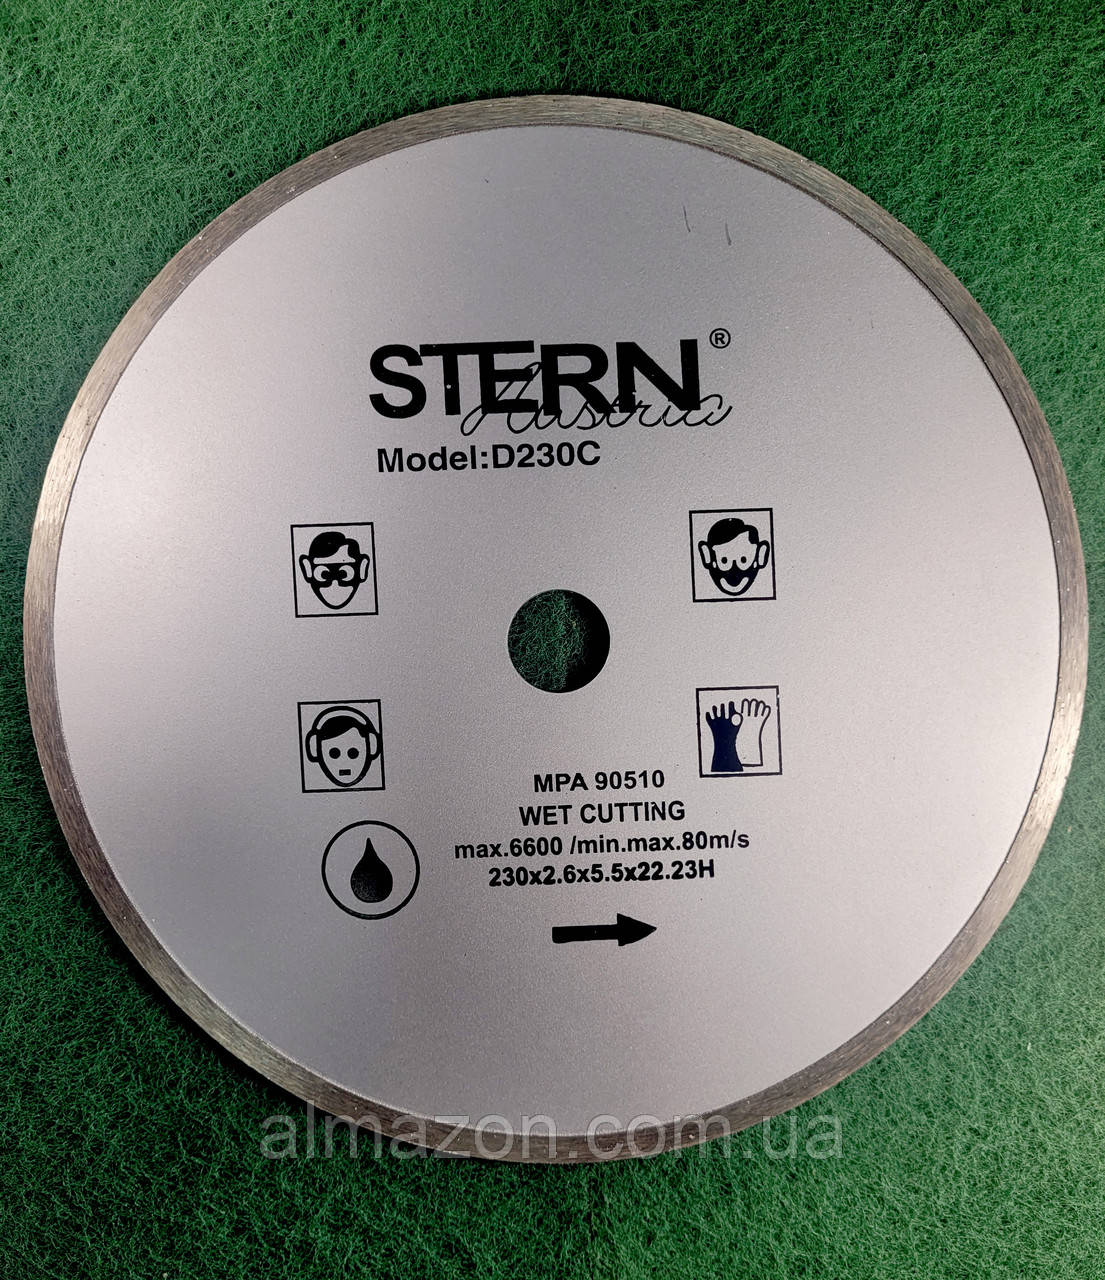 STERN®
Austria
Model:D230C
MPA 90510
WET CUTTING
max.6600 /min.max.80m/s
230x2.6x5.5x22.23H
almazon.com.ua